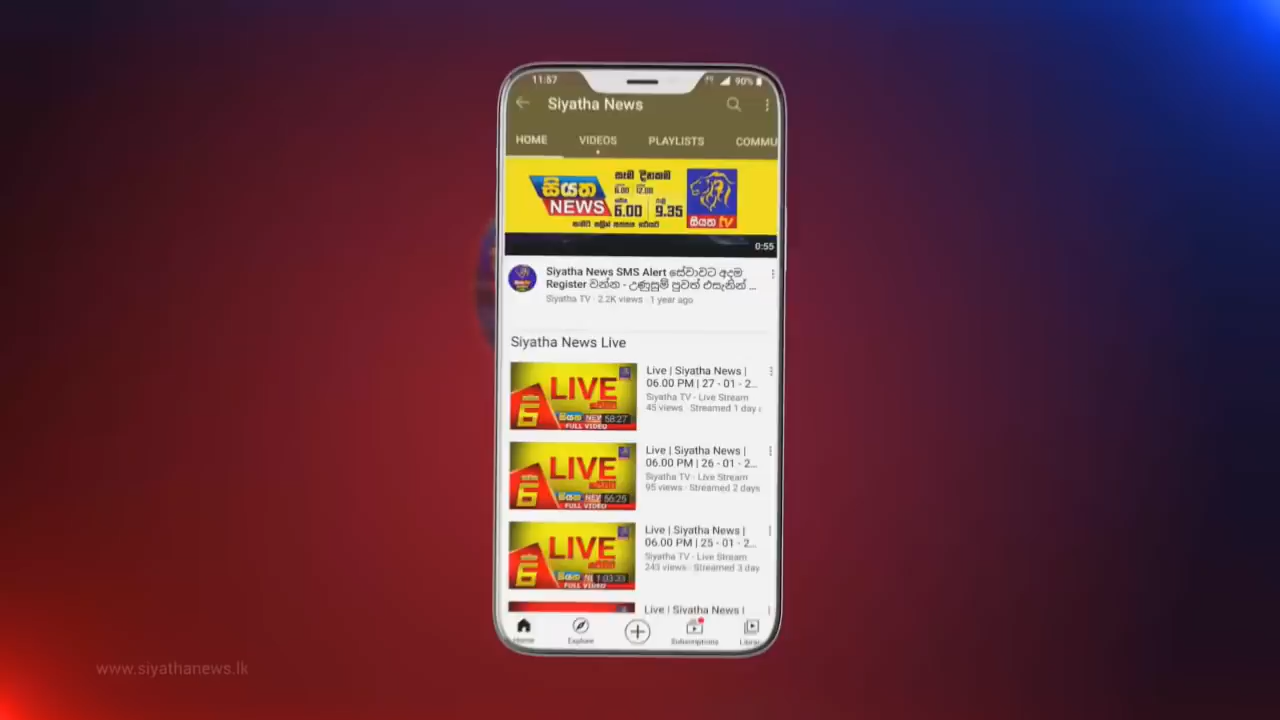 11:57
90%
Siyatha News
HOME VIDEOS PLAYLISTS COMMU
සියත NEWS
සෑම දිනකම
6.00 12.00
6.00 9.35
සියත tv
0:55
Siyatha News SMS Alert සේවාවට අදම
Register වන්න - උණුසුම් පුවත් එසැනින් ...
Siyatha TV · 2.2K views · 1 year ago
Siyatha News Live
LIVE
58:27
FULL VIDEO
Live | Siyatha News |
06.00 PM | 27 - 01 - 2...
Siyatha TV - Live Stream
45 views · Streamed 1 day
LIVE
56:25
FULL VIDEO
Live | Siyatha News |
06.00 PM | 26 - 01 - 2...
Siyatha TV - Live Stream
95 views · Streamed 2 days
LIVE
1:03:33
FULL VIDEO
Live | Siyatha News |
06.00 PM | 25 - 01 - 2...
Siyatha TV - Live Stream
243 views · Streamed 3 day
Live | Siyatha News |
Home Explore Subscriptions
www.siyathanews.lk